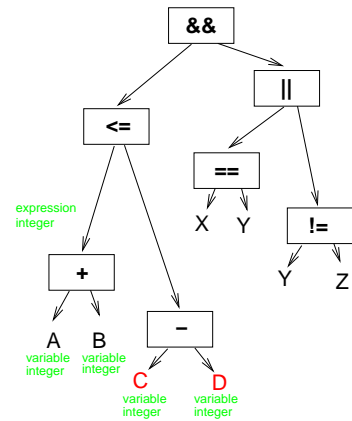 &&
||
<=
==
expression
integer
X Y
!=
+
Y Z
A B
variable variable
integer integer
−
C D
variable variable
integer integer